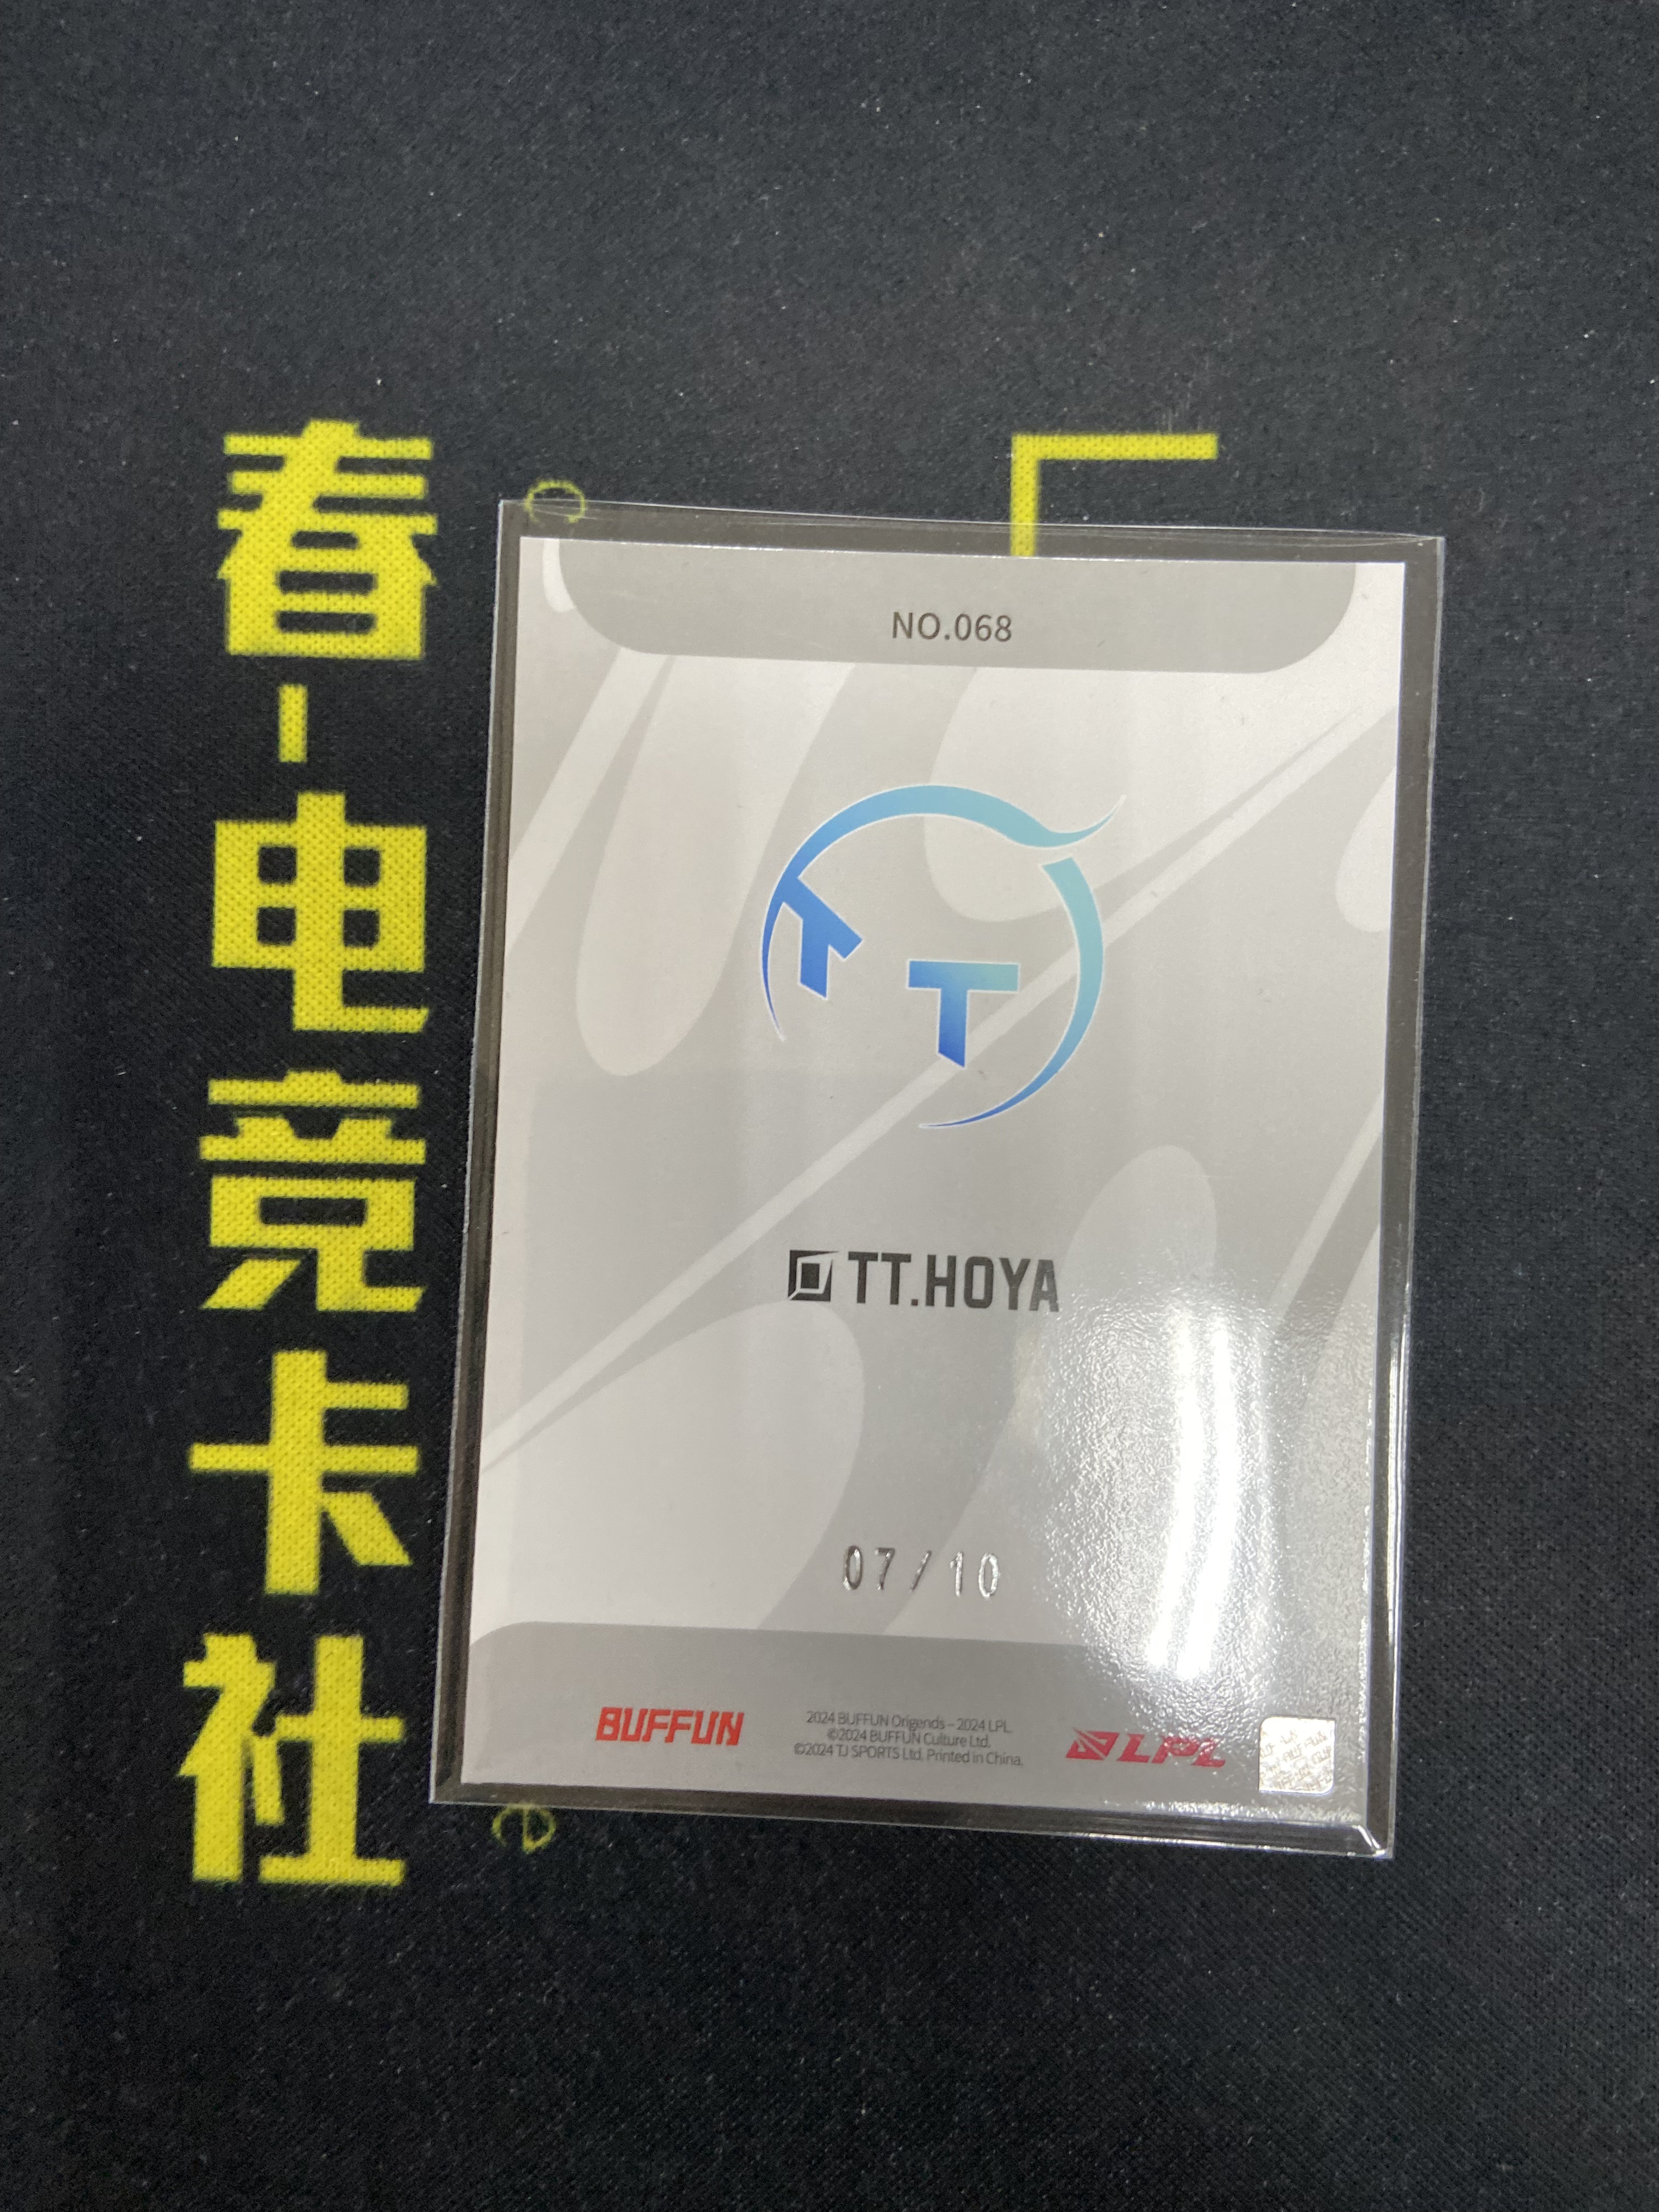 春-电竞卡社
NO.068
TT
TT.HOYA
07/10
BUFFUN
2024 BUFFUN Origends-2024 LPL.
©2024 BUFFUN Culture Ltd.
©2024 TJ SPORTS Ltd. Printed in China.
LPL